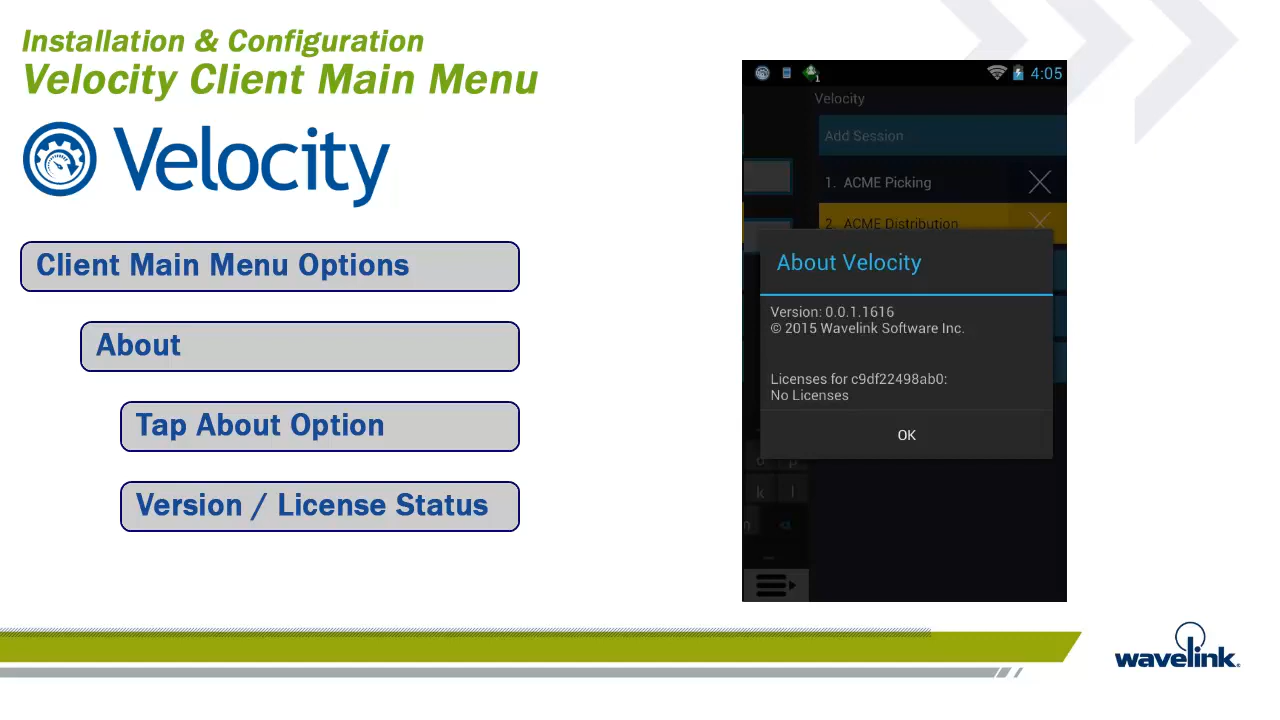 Installation & Configuration
Velocity Client Main Menu
Velocity
Client Main Menu Options
About
Tap About Option
Version / License Status
1
4:05
Velocity
Add Session
1. ACME Picking
2. ACME Distribution
About Velocity
Version: 0.0.1.1616
© 2015 Wavelink Software Inc.
Licenses for c9df22498ab0:
No Licenses
OK
o p
k l
wavelink®